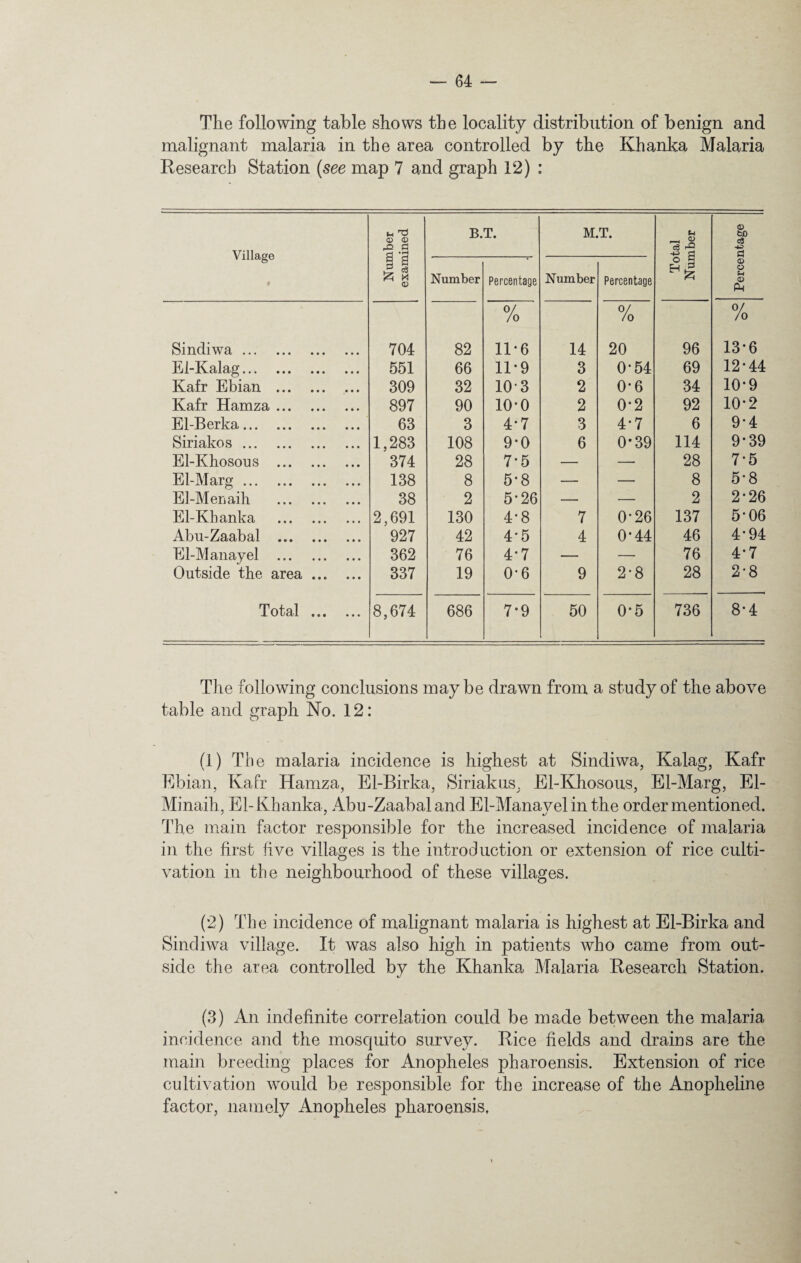 — 64 —
The following table shows the locality distribution of benign and
malignant malaria in the area controlled by the Khanka Malaria
Research Station (see map 7 and graph 12) :
Village | Number examined | B.T. | M.T. | Total Number | Percentage
Number | Percentage | Number | Percentage
% | % | %
Sindiwa ... ... ... ... 704 82 11·6 14 20 96 13·6
El-Kalag... ... ... ... 551 66 11·9 3 0·54 69 12·44
Kafr Ebian ... ... ... 309 32 10·3 2 0·6 34 10·9
Kafr Hamza ... ... ... 897 90 10·0 2 0·2 92 10·2
El-Berka... ... ... ... 63 3 4·7 3 4·7 6 9·4
Siriakos ... ... ... ... 1,283 108 9·0 6 0·39 114 9·39
El-Khosous ... ... ... 374 28 7·5 — — 28 7·5
El-Marg ... ... ... ... 138 8 5·8 — — 8 5·8
El-Menaih ... ... ... 38 2 5·26 — — 2 2·26
El-Khanka ... ... ... 2,691 130 4·8 7 0·26 137 5·06
Abu-Zaabal ... ... ... 927 42 4·5 4 0·44 46 4·94
El-Manayel ... ... ... 362 76 4·7 — — 76 4·7
Outside the area ... ... 337 19 0·6 9 2·8 28 2·8
Total ... ... 8,674 686 7·9 50 0·5 736 8·4
The following conclusions may be drawn from a study of the above
table and graph No. 12:
(1) The malaria incidence is highest at Sindiwa, Kalag, Kafr
Ebian, Kafr Hamza, El-Birka, Siriakus, El-Khosous, El-Marg, El-
Minaih, El-Khanka, Abu-Zaabal and El-Manayel in the order mentioned.
The main factor responsible for the increased incidence of malaria
in the first five villages is the introduction or extension of rice culti-
vation in the neighbourhood of these villages.
(2) The incidence of malignant malaria is highest at El-Birka and
Sindiwa village. It was also high in patients who came from out-
side the area controlled by the Khanka Malaria Research Station.
(3) An indefinite correlation could be made between the malaria
incidence and the mosquito survey. Rice fields and drains are the
main breeding places for Anopheles pharoensis. Extension of rice
cultivation would be responsible for the increase of the Anopheline
factor, namely Anopheles pharoensis.